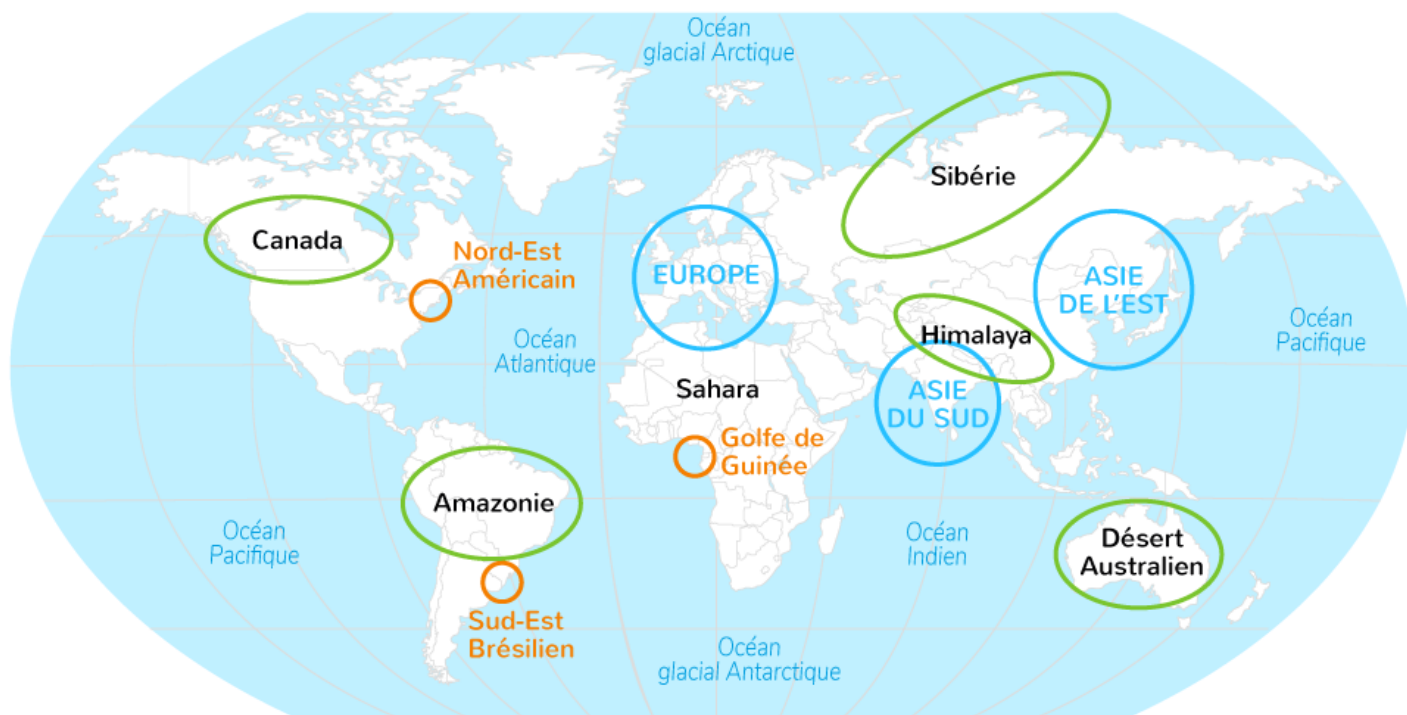 Océan
glacial Arctique
Sibérie
Canada
Nord-Est
Américain
EUROPE
ASIE
DE L'EST
Océan
Pacifique
Océan
Atlantique
Himalaya
Sahara
ASIE
DU SUD
Golfe de
Guinée
Amazonie
Océan
Pacifique
Océan
Indien
Désert
Australien
Sud-Est
Brésilien
Océan
glacial Antarctique